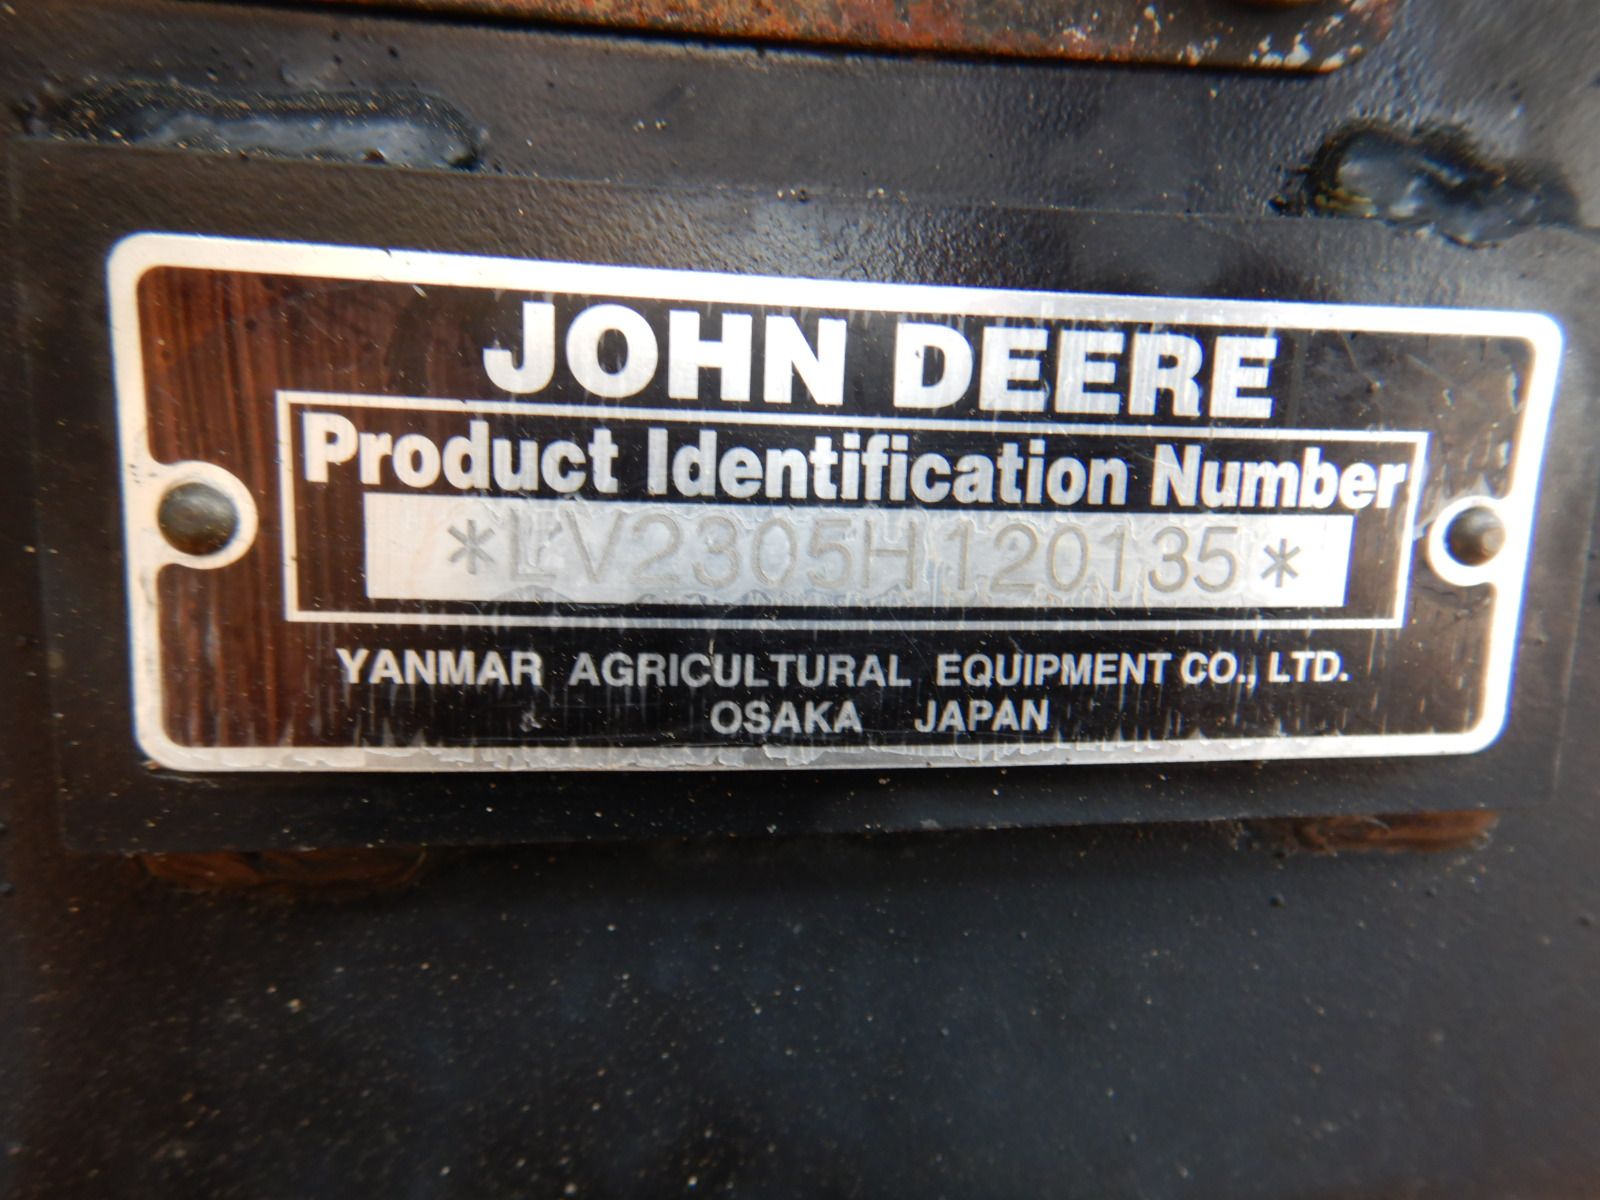 JOHN DEERE
Product Identification Number
*LV2305H120135*
YANMAR AGRICULTURAL EQUIPMENT CO., LTD.
OSAKA JAPAN